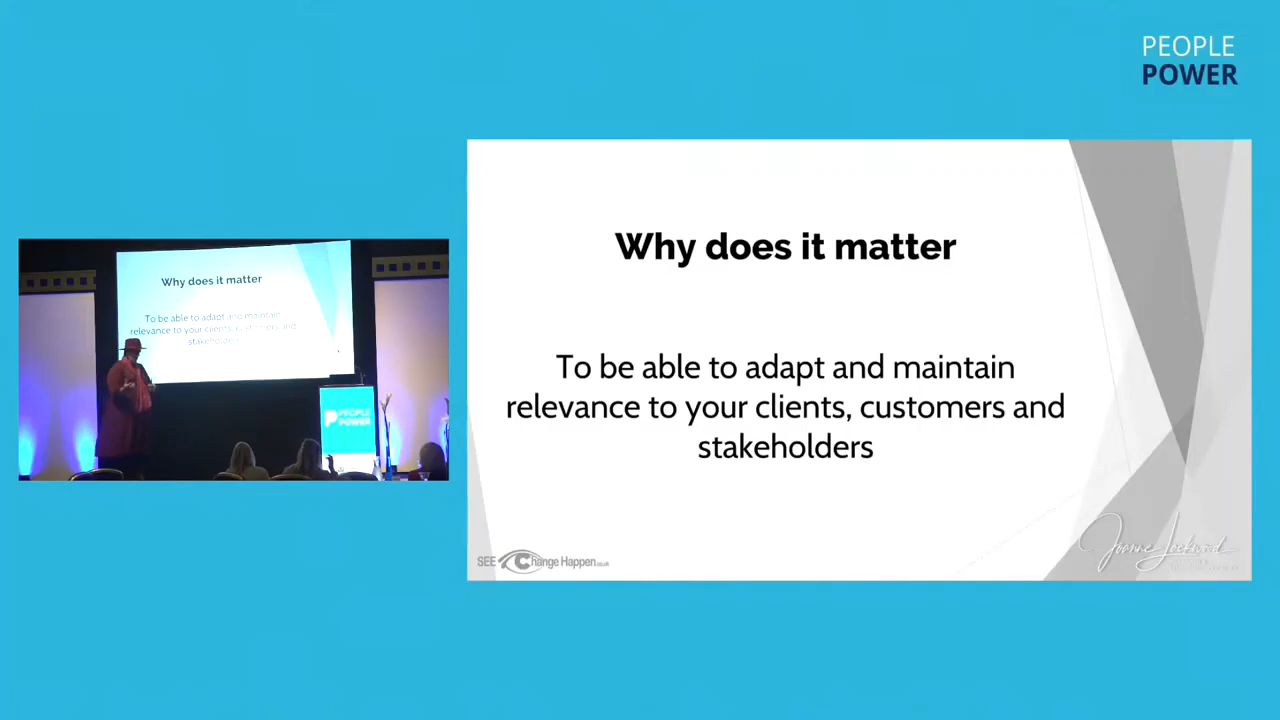 PEOPLE
POWER
Why does it matter
To be able to adapt and maintain
relevance to your clients, customers and
stakeholders
SEE Change Happen.co.uk
Joanne Lockwood
Why does it matter
To be able to adapt and maintain
relevance to your clients, customers and
stakeholders
PEOPLE
POWER